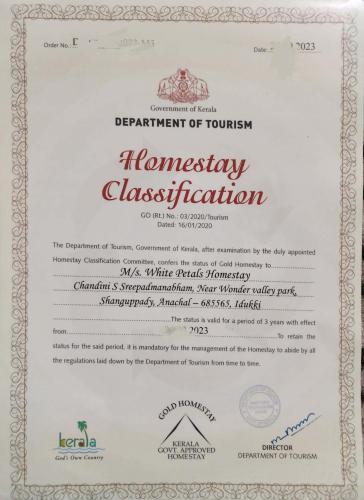 Order No.
Date: 2023
Government of Kerala
DEPARTMENT OF TOURISM
Homestay
Classification
GO (Rt.) No.: 03/2020/Tourism
Dated: 16/01/2020
The Department of Tourism, Government of Kerala, after examination by the duly appointed
Homestay Classification Committee, confers the status of Gold Homestay to
M/s. White Petals Homestay
Chandini S Sreepadmanabham, Near Wonder valley park,
Shanguppady, Anachal – 685565, Idukki
The status is valid for a period of 3 years with effect
from 2023 To retain the
status for the said period, it is mandatory for the management of the Homestay to abide by all
the regulations laid down by the Department of Tourism from time to time.
kerala
God's Own Country
GOLD HOMESTAY
KERALA
GOVT. APPROVED
HOMESTAY
DIRECTOR
DEPARTMENT OF TOURISM